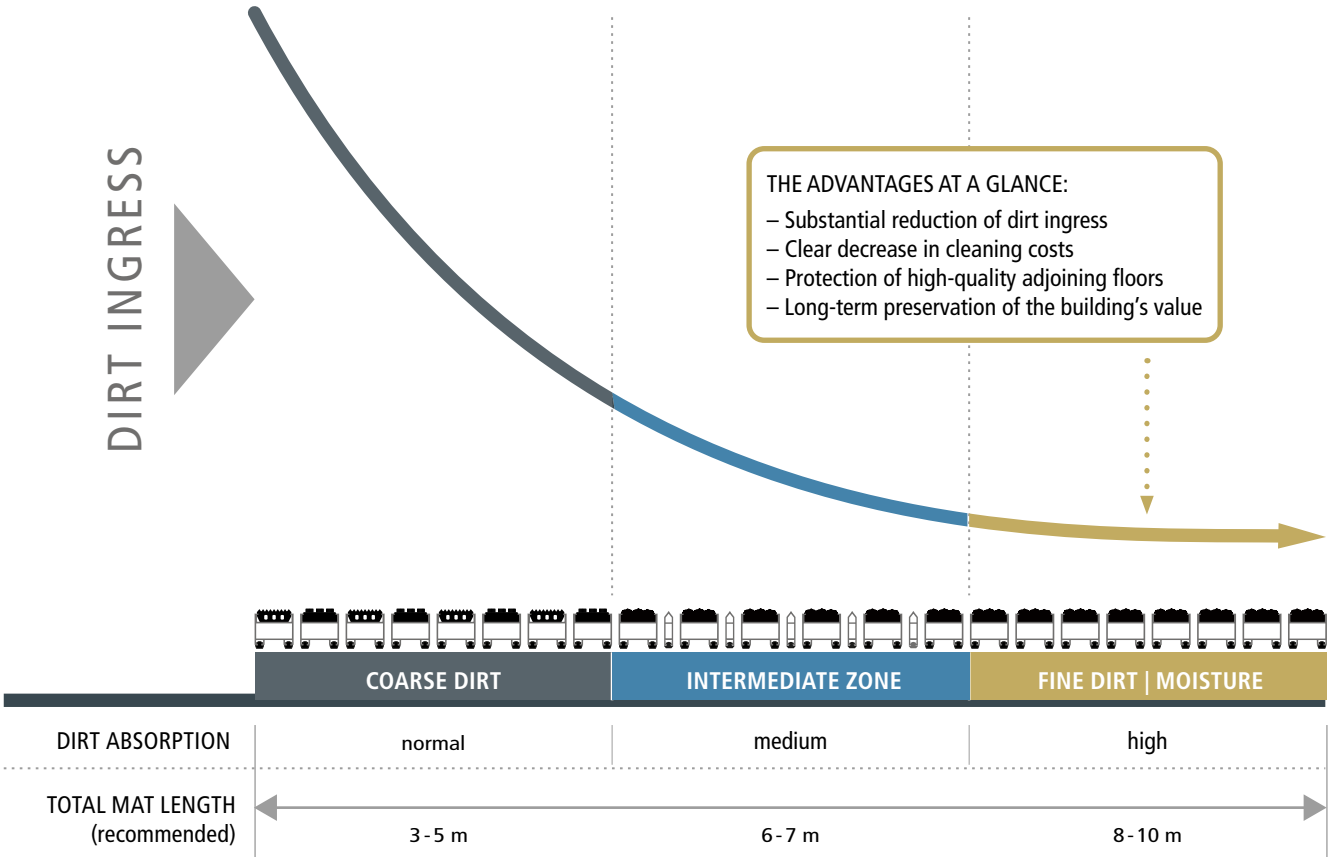 DIRT INGRESS
THE ADVANTAGES AT A GLANCE:
– Substantial reduction of dirt ingress
– Clear decrease in cleaning costs
– Protection of high-quality adjoining floors
– Long-term preservation of the building’s value
COARSE DIRT
INTERMEDIATE ZONE
FINE DIRT | MOISTURE
DIRT ABSORPTION
normal
medium
high
TOTAL MAT LENGTH
(recommended)
3-5 m
6-7 m
8-10 m